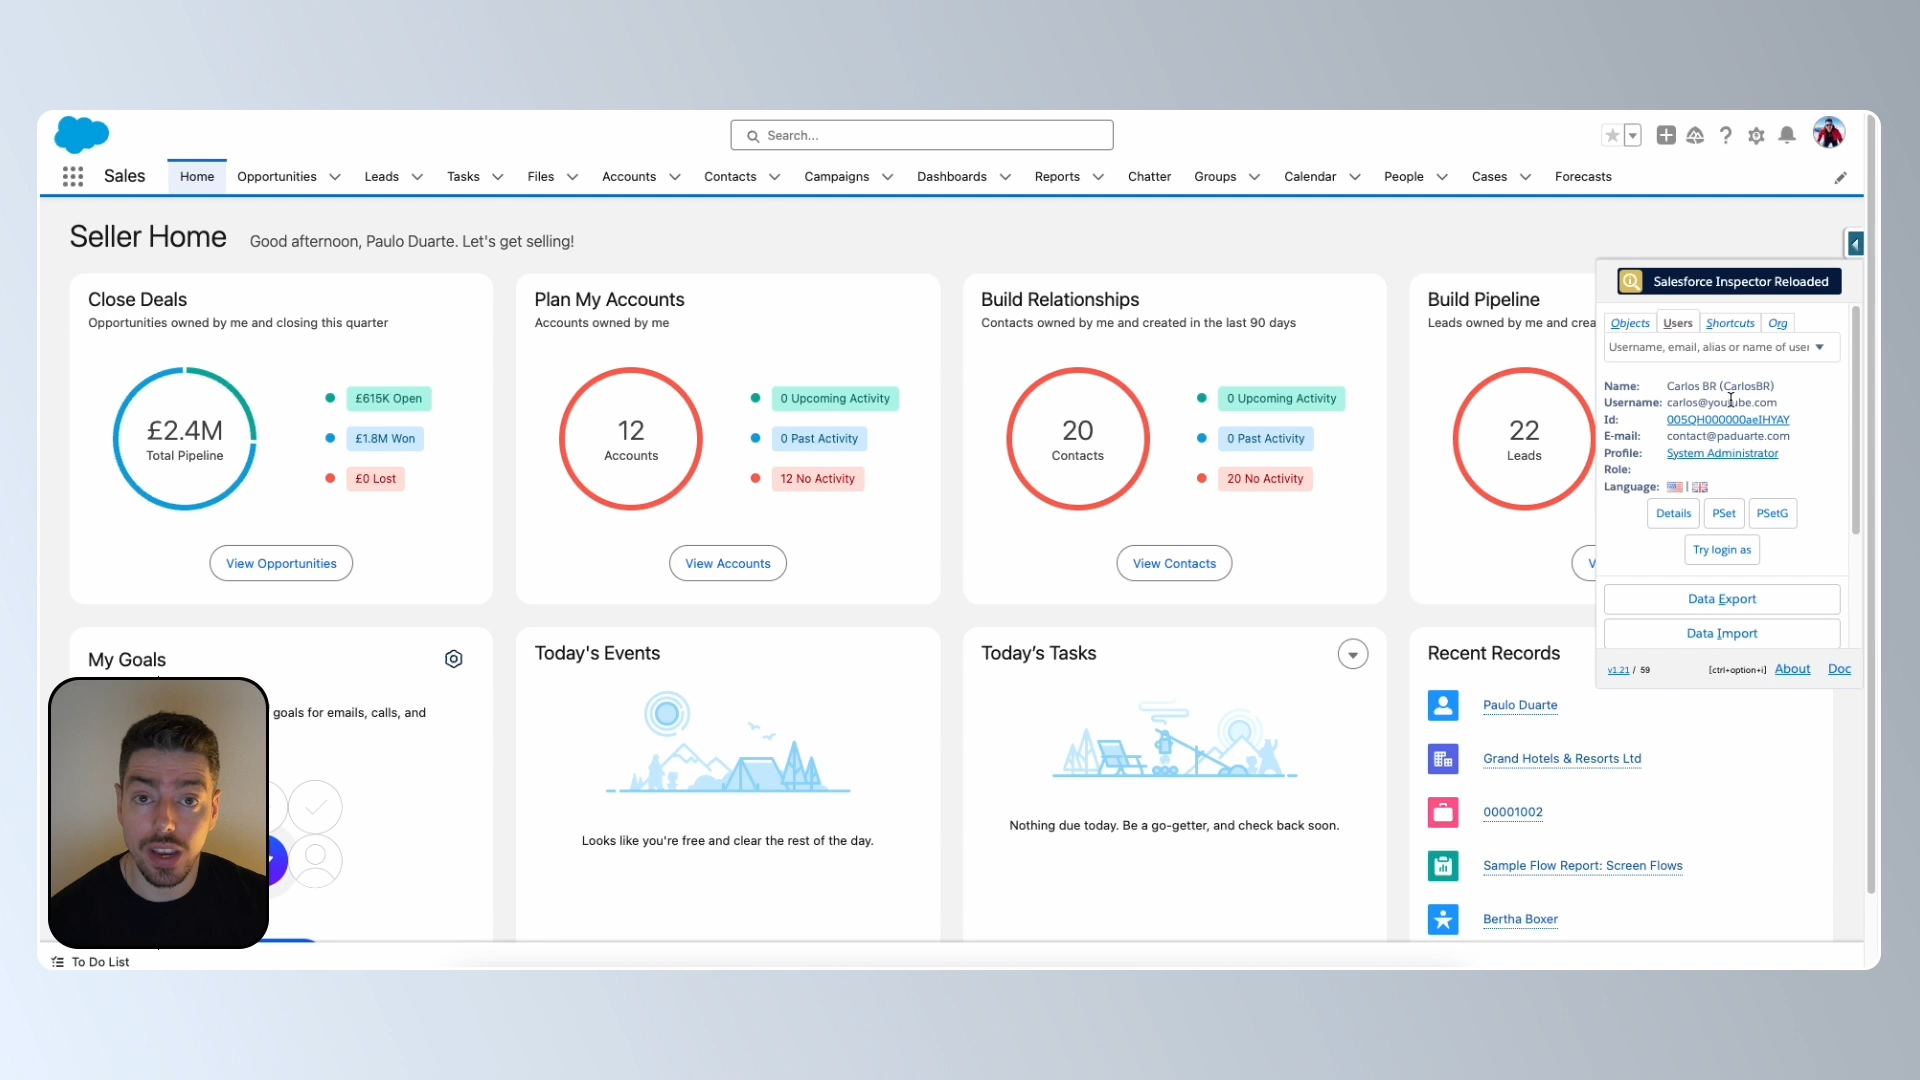 Search...
Sales
Home
Opportunities
Leads
Tasks
Files
Accounts
Contacts
Campaigns
Dashboards
Reports
Chatter
Groups
Calendar
People
Cases
Forecasts
Seller Home
Good afternoon, Paulo Duarte. Let's get selling!
Close Deals
Opportunities owned by me and closing this quarter
£2.4M
Total Pipeline
£615K Open
£1.8M Won
£0 Lost
View Opportunities
Plan My Accounts
Accounts owned by me
12
Accounts
0 Upcoming Activity
0 Past Activity
12 No Activity
View Accounts
Build Relationships
Contacts owned by me and created in the last 90 days
20
Contacts
0 Upcoming Activity
0 Past Activity
20 No Activity
View Contacts
Build Pipeline
Leads owned by me and crea
22
Leads
V
Salesforce Inspector Reloaded
Objects
Users
Shortcuts
Org
Username, email, alias or name of user
Name: Carlos BR (CarlosBR)
Username: carlos@youtube.com
Id: 005QH000000aeIHYAY
E-mail: contact@paduarte.com
Profile: System Administrator
Role:
Language: |
Details
PSet
PSetG
Try login as
Data Export
Data Import
v1.21 / 59
[ctrl+option+i]
About
Doc
My Goals
goals for emails, calls, and
Today's Events
Looks like you're free and clear the rest of the day.
Today's Tasks
Nothing due today. Be a go-getter, and check back soon.
Recent Records
Paulo Duarte
Grand Hotels & Resorts Ltd
00001002
Sample Flow Report: Screen Flows
Bertha Boxer
To Do List